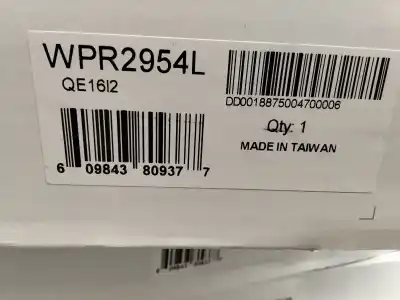 WPR2954L
QE16I2
DD0018875004700006
Qty: 1
MADE IN TAIWAN
6 09843 80937 7